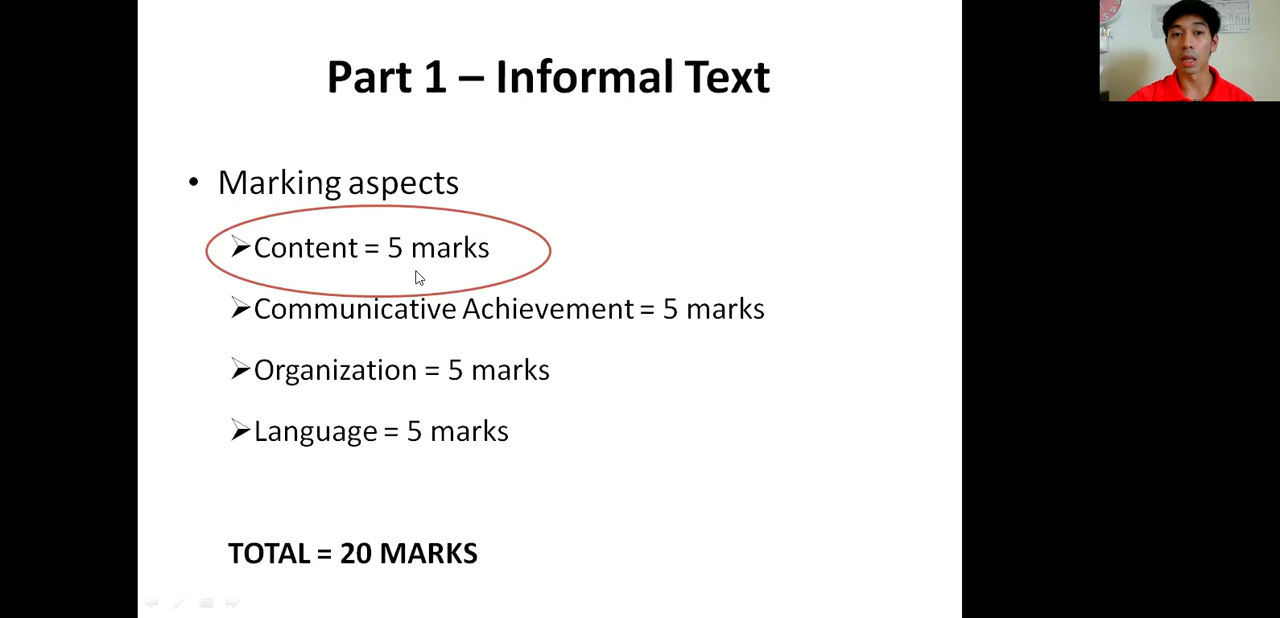 Part 1 – Informal Text
• Marking aspects
➢Content = 5 marks
➢Communicative Achievement = 5 marks
➢Organization = 5 marks
➢Language = 5 marks
TOTAL = 20 MARKS